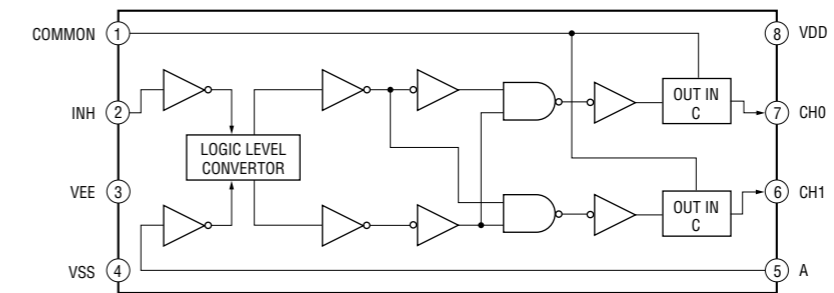 COMMON 1
8 VDD
INH 2
OUT IN
C
7 CH0
LOGIC LEVEL
CONVERTOR
VEE 3
6 CH1
OUT IN
C
VSS 4
5 A